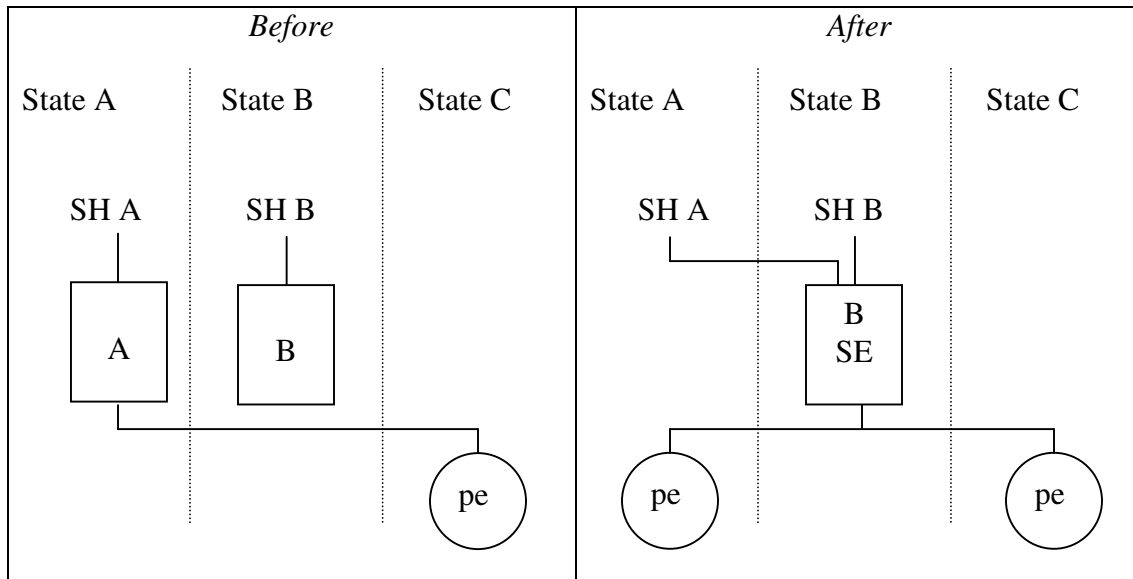 Before
State A State B State C
SH A SH B
A B
pe
After
State A State B State C
SH A SH B
B
SE
pe pe